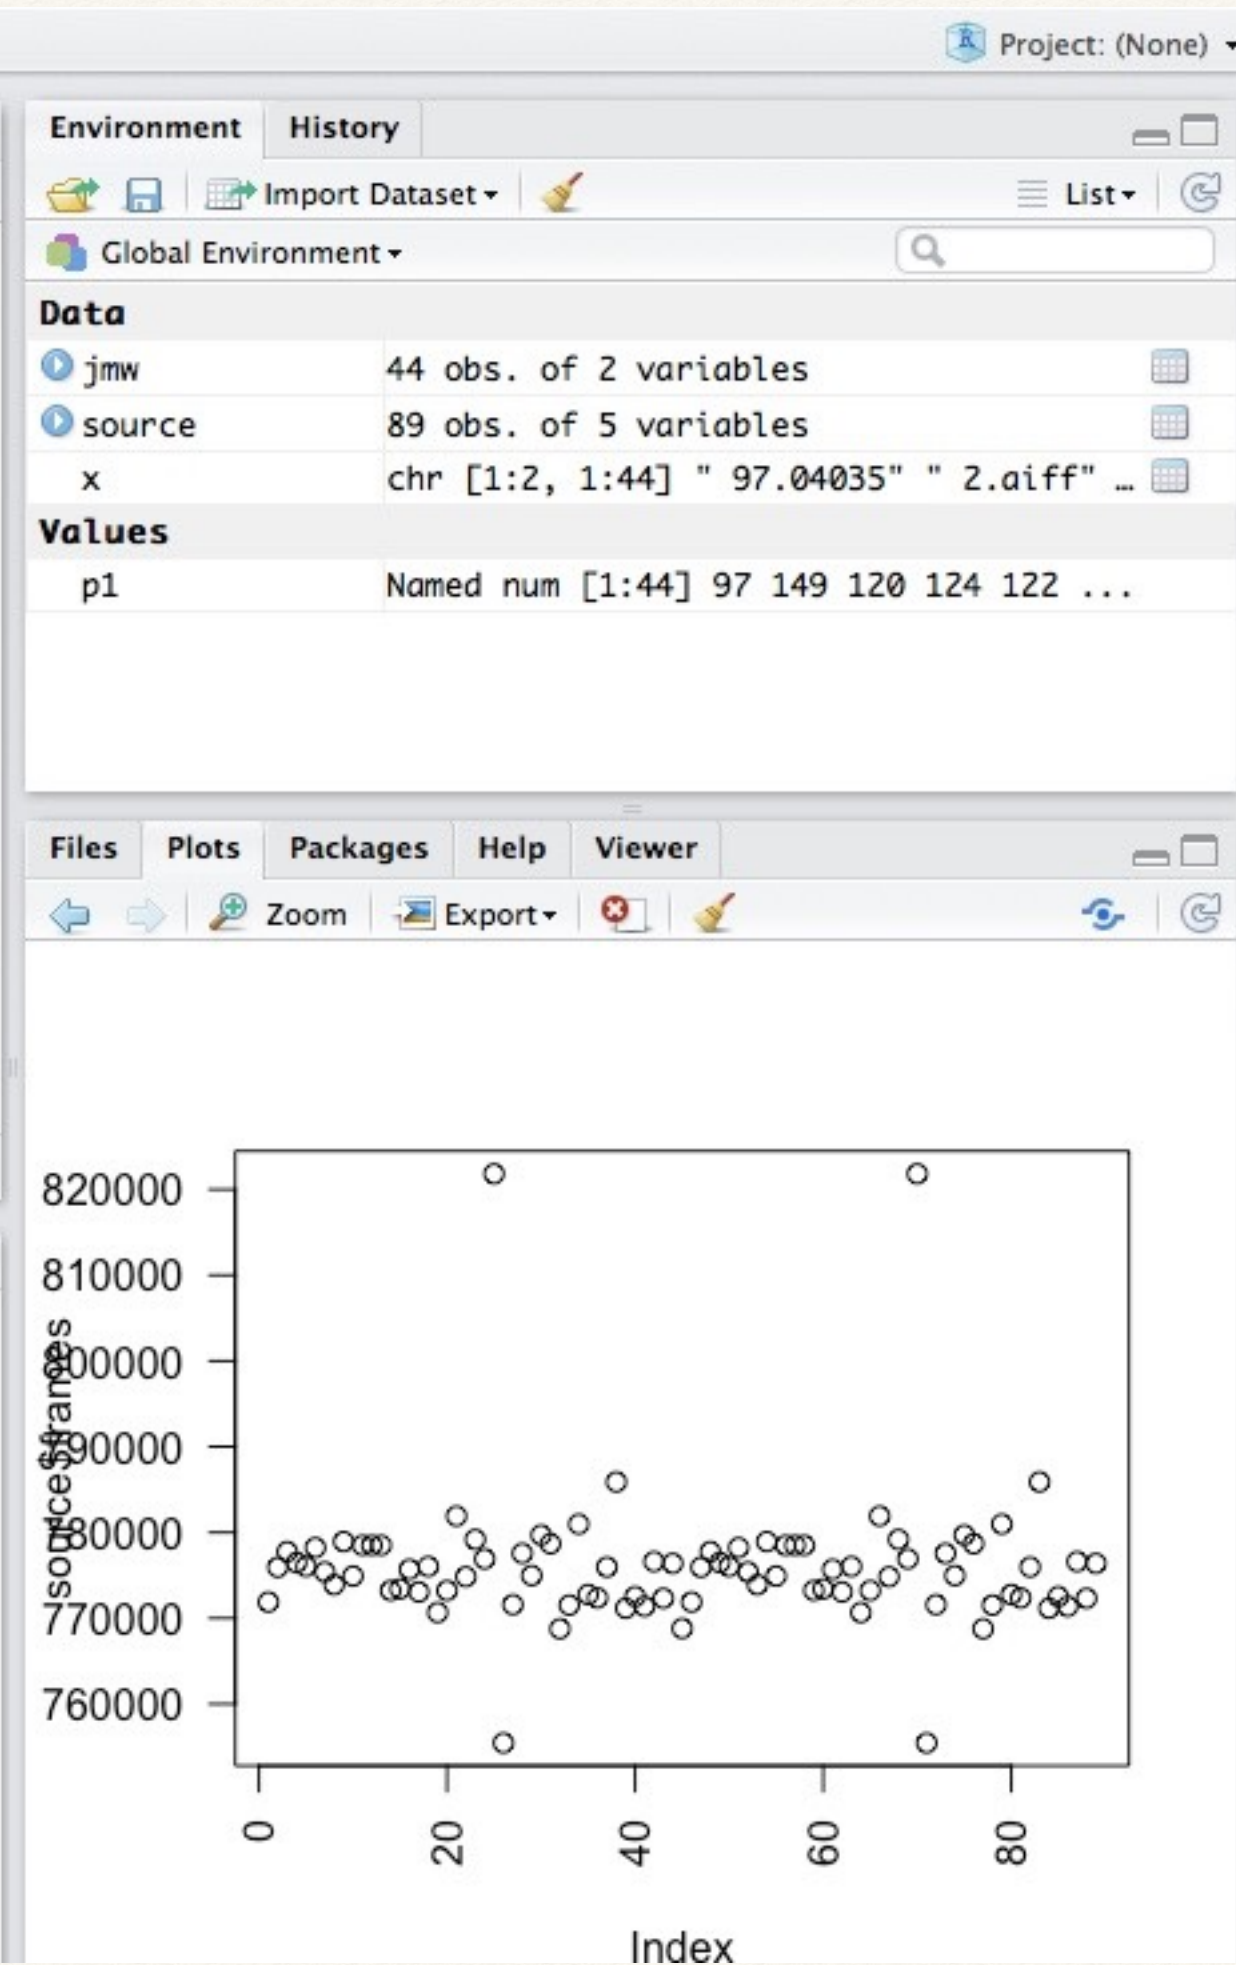 Project: (None)
Environment History
Import Dataset List
Global Environment
Data
jmw 44 obs. of 2 variables
source 89 obs. of 5 variables
x chr [1:2, 1:44] " 97.04035" " 2.aiff" …
Values
p1 Named num [1:44] 97 149 120 124 122 ...
Files Plots Packages Help Viewer
Zoom Export
820000
810000
800000
790000
780000
770000
760000
source$frames
0 20 40 60 80
Index